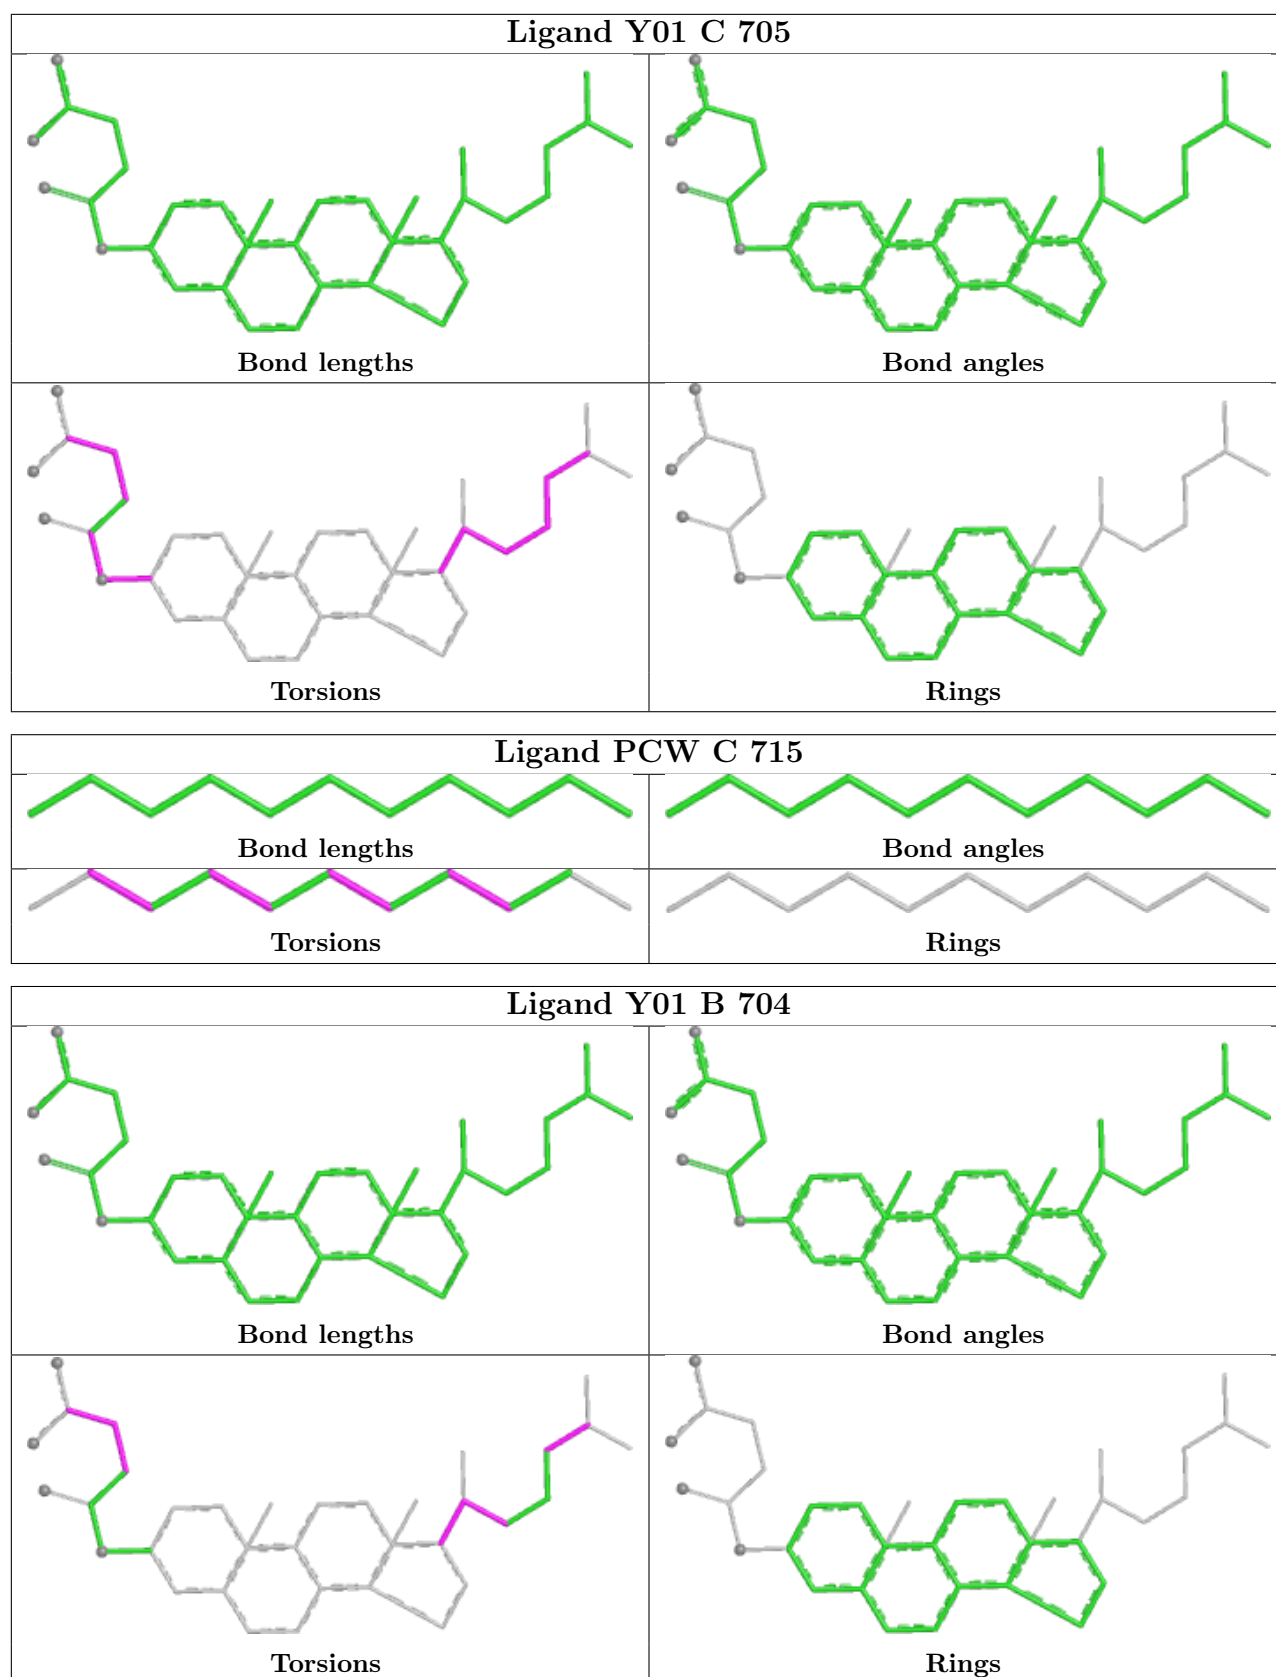 Ligand Y01 C 705
Bond lengths
Bond angles
Torsions
Rings
Ligand PCW C 715
Bond lengths
Bond angles
Torsions
Rings
Ligand Y01 B 704
Bond lengths
Bond angles
Torsions
Rings